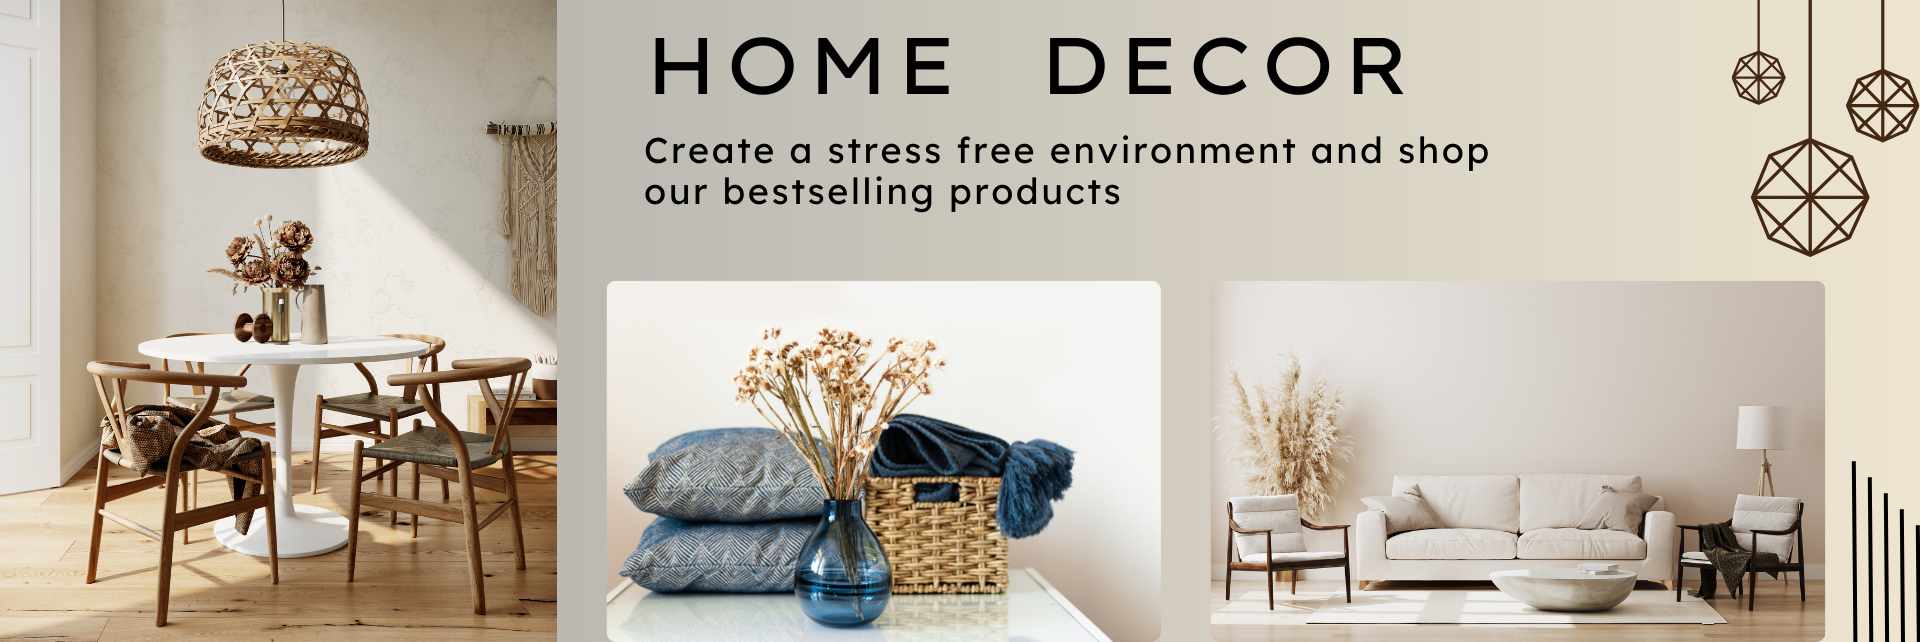 HOME DECOR
Create a stress free environment and shop
our bestselling products